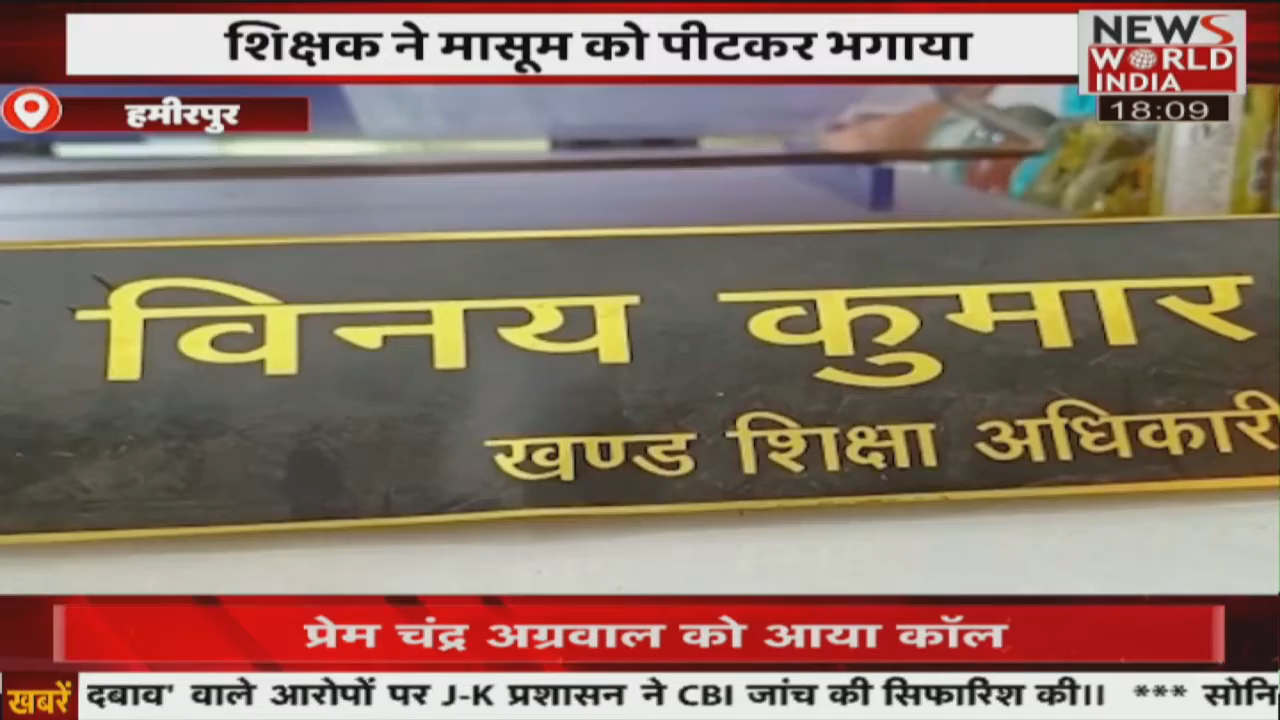 शिक्षक ने मासूम को पीटकर भगाया
NEWS
WORLD
INDIA
18:09
हमीरपुर
विनय कुमार
खण्ड शिक्षा अधिकारी
प्रेम चंद्र अग्रवाल को आया कॉल
खबरें दबाव' वाले आरोपों पर J-K प्रशासन ने CBI जांच की सिफारिश की।। *** सोनि